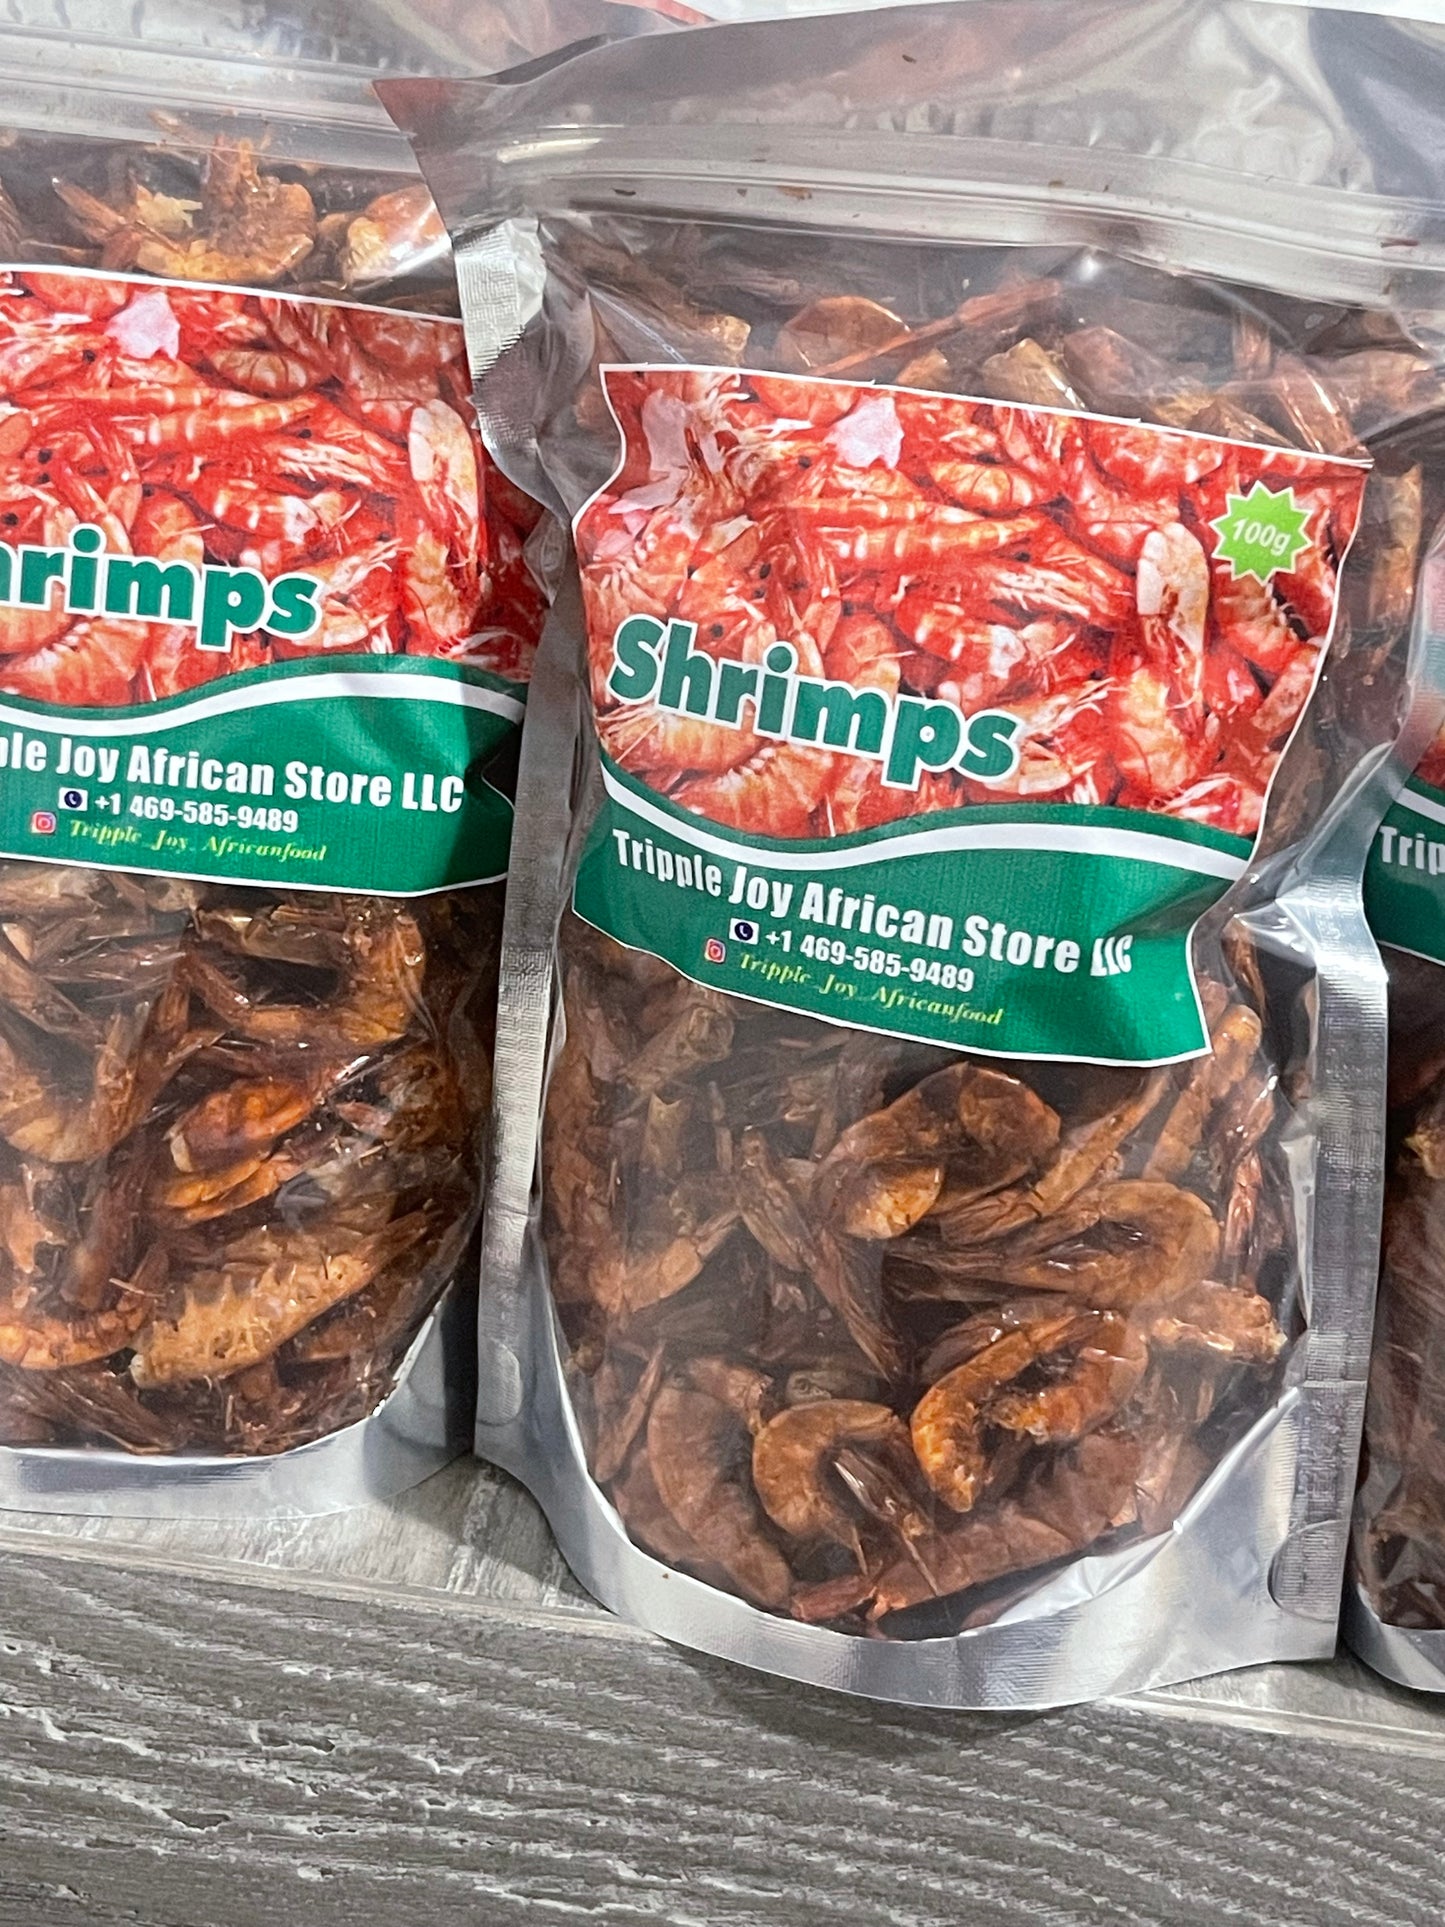 hrimps
ple Joy African Store LLC
+1 469-585-9489
Tripple_Joy_Africanfood
100g
Shrimps
Tripple Joy African Store LLC
+1 469-585-9489
Tripple_Joy_Africanfood
Trip